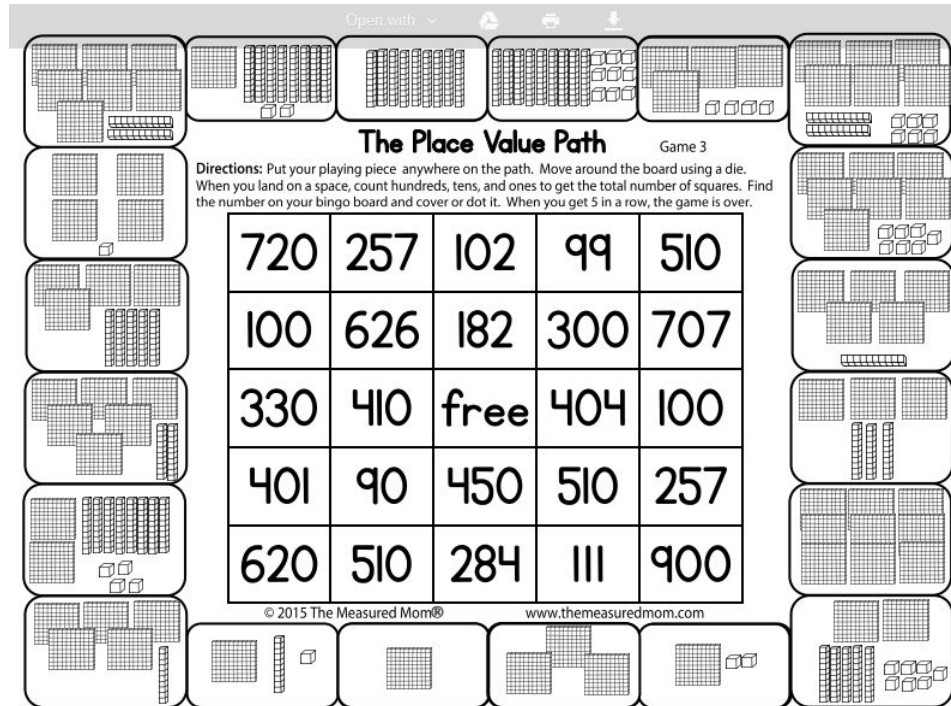 Open with
The Place Value Path
Game 3
Directions: Put your playing piece anywhere on the path. Move around the board using a die.
When you land on a space, count hundreds, tens, and ones to get the total number of squares. Find
the number on your bingo board and cover or dot it. When you get 5 in a row, the game is over.
720 257 102 99 510
100 626 182 300 707
330 410 free 404 100
401 90 450 510 257
620 510 284 111 900
© 2015 The Measured Mom® www.themeasuredmom.com